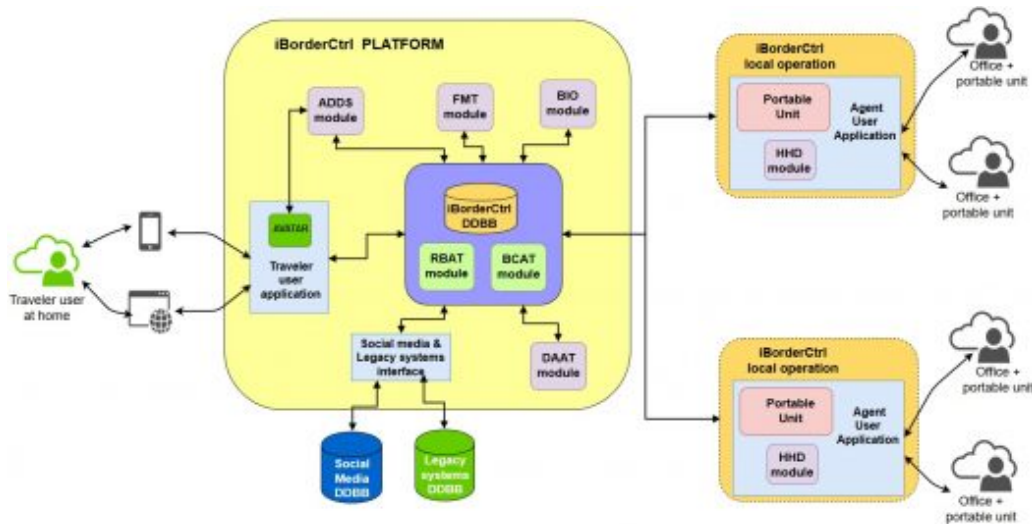 iBorderCtrl PLATFORM
ADDS
module
FMT
module
BIO
module
iBorderCtrl
DDBB
RBAT
module
BCAT
module
AVATAR
Traveler
user
application
Traveler user
at home
Social media &
Legacy systems
interface
DAAT
module
Social
Media
DDBB
Legacy
systems
DDBB
iBorderCtrl
local operation
Portable
Unit
HHD
module
Agent
User
Application
Office +
portable unit
Office +
portable unit
iBorderCtrl
local operation
Portable
Unit
HHD
module
Agent
User
Application
Office +
portable unit
Office +
portable unit